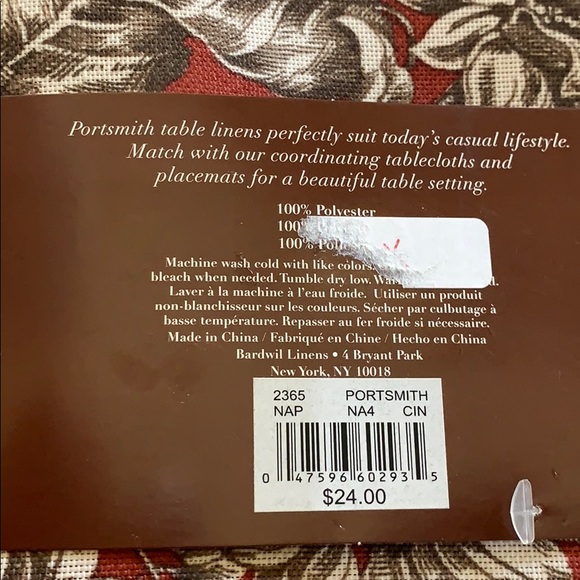 Portsmith table linens perfectly suit today's casual lifestyle.
Match with our coordinating tablecloths and
placemats for a beautiful table setting.
100% Polyester
100%
100%
Machine wash cold with like colors.
bleach when needed. Tumble dry low.
Laver à la machine à l'eau froide. Utiliser un produit
non-blanchisseur sur les couleurs. Sécher par culbutage à
basse température. Repasser au fer froid si nécessaire.
Made in China / Fabriqué en Chine / Hecho en China
Bardwil Linens • 4 Bryant Park
New York, NY 10018
2365 PORTSMITH
NAP NA4 CIN
0 47596 60293 5
$24.00